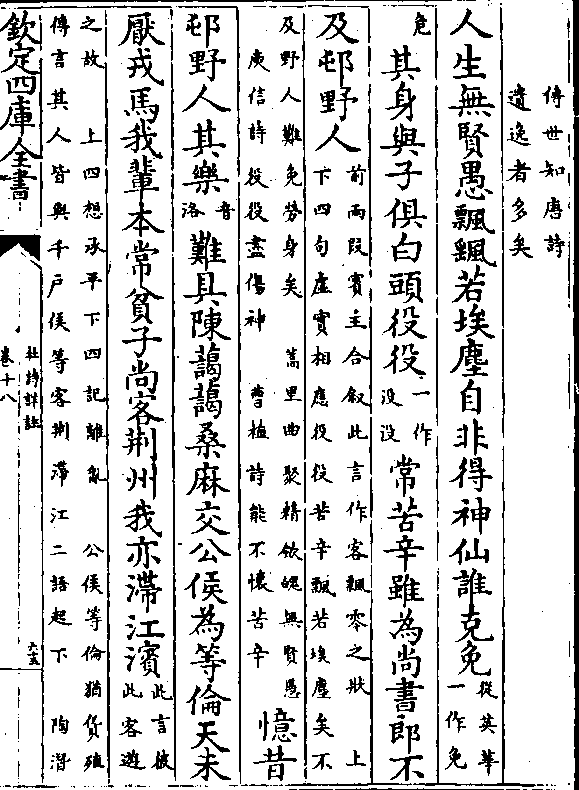 傳世知唐詩
遺逸者多矣
人生無賢愚飄颻若埃塵自非得神仙誰克免
從英華
一作免
危
其身與子俱白頭役役
一作
沒沒
常苦辛雖為尚書郎不
及邨野人
前兩段賓主合敘此言作客飄零之狀 上
下四句虛實相應役役苦辛飄若埃塵矣不
及野人難免勞身矣 蒿里曲聚精欲魄無賢愚
庾信詩役役盡傷神 曹植詩能不懷苦辛
憶昔
邨野人其樂
音
洛
難具陳藹藹桑麻交公侯為等倫天未
厭戎馬我輩本常貧子尚客荆州我亦滯江濱
此言彼
此客遊
之故 上四想承平下四記離亂 公侯等倫猶貨殖
傳言其人皆與千戶侯等客荆滯江二語起下 陶潛
欽定四庫全書
杜詩詳註
卷十八
六十五